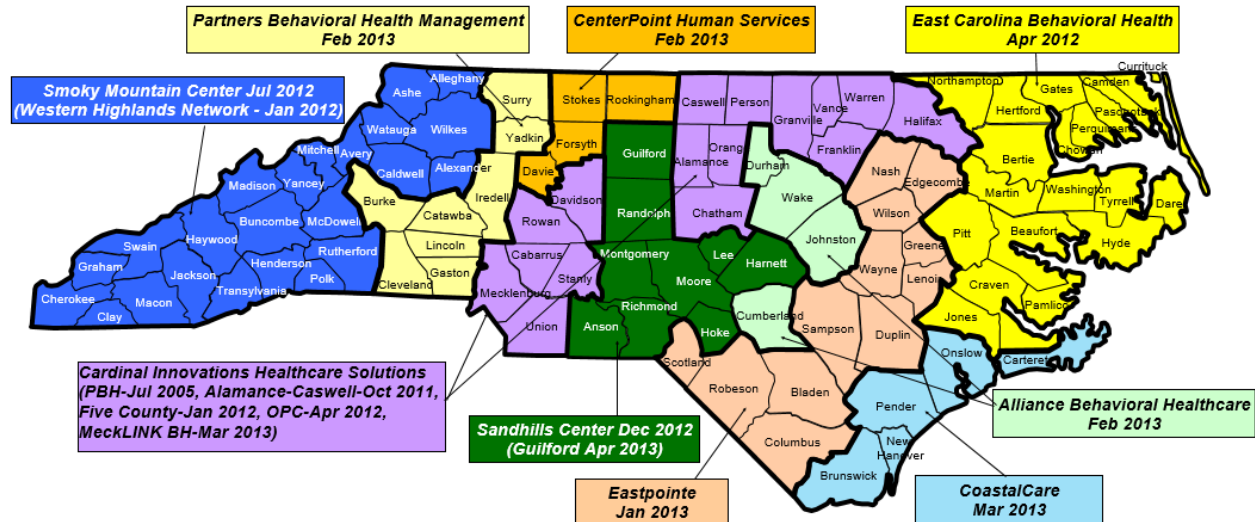 Partners Behavioral Health Management
Feb 2013
CenterPoint Human Services
Feb 2013
East Carolina Behavioral Health
Apr 2012
Smoky Mountain Center Jul 2012
(Western Highlands Network - Jan 2012)
Currituck
Alleghany
Ashe
Surry
Stokes
Rockingham
Caswell
Person
Vance
Warren
Granville
Northampton
Gates
Camden
Hertford
Pasquotank
Perquimans
Chowan
Halifax
Watauga
Wilkes
Yadkin
Forsyth
Guilford
Alamance
Orang
Franklin
Bertie
Mitchell
Avery
Caldwell
Alexander
Iredell
Davie
Durham
Nash
Edgecombe
Madison
Yancey
Burke
Catawba
Davidson
Wake
Martin
Washington
Tyrrell
Dare
Buncombe
McDowell
Rowan
Randolph
Chatham
Wilson
Pitt
Beaufort
Hyde
Swain
Haywood
Rutherford
Lincoln
Cabarrus
Montgomery
Lee
Harnett
Johnston
Greene
Graham
Jackson
Henderson
Polk
Gaston
Cleveland
Mecklenburg
Stanly
Moore
Wayne
Lenoir
Craven
Pamlico
Cherokee
Macon
Transylvania
Clay
Union
Anson
Richmond
Hoke
Cumberland
Sampson
Duplin
Jones
Onslow
Carteret
Scotland
Robeson
Bladen
Pender
Columbus
New
Hanover
Brunswick
Cardinal Innovations Healthcare Solutions
(PBH-Jul 2005, Alamance-Caswell-Oct 2011,
Five County-Jan 2012, OPC-Apr 2012,
MeckLINK BH-Mar 2013)
Sandhills Center Dec 2012
(Guilford Apr 2013)
Alliance Behavioral Healthcare
Feb 2013
Eastpointe
Jan 2013
CoastalCare
Mar 2013